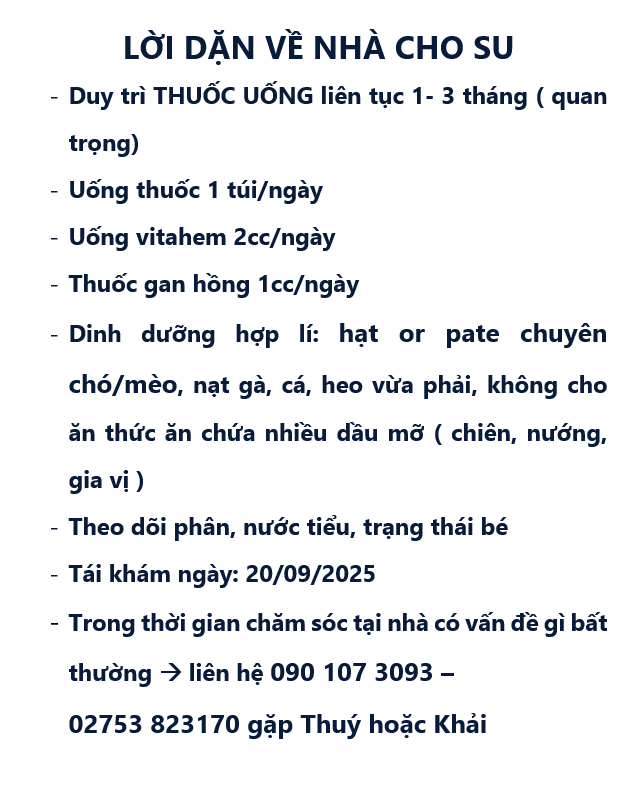 LỜI DẶN VỀ NHÀ CHO SU
- Duy trì THUỐC UỐNG liên tục 1- 3 tháng ( quan
trọng)
- Uống thuốc 1 túi/ngày
- Uống vitahem 2cc/ngày
- Thuốc gan hồng 1cc/ngày
- Dinh dưỡng hợp lí: hạt or pate chuyên
chó/mèo, nạt gà, cá, heo vừa phải, không cho
ăn thức ăn chứa nhiều dầu mỡ ( chiên, nướng,
gia vị )
- Theo dõi phân, nước tiểu, trạng thái bé
- Tái khám ngày: 20/09/2025
- Trong thời gian chăm sóc tại nhà có vấn đề gì bất
thường → liên hệ 090 107 3093 –
02753 823170 gặp Thuý hoặc Khải